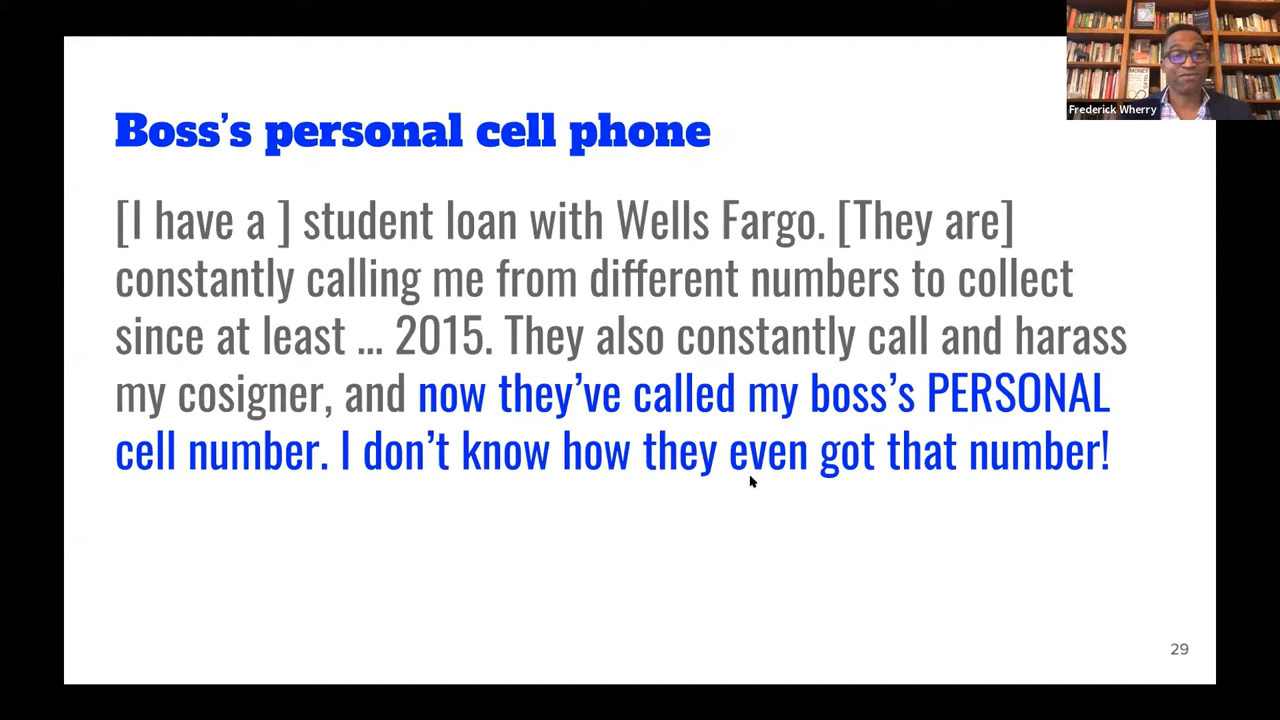 Frederick Wherry
Boss’s personal cell phone
[I have a ] student loan with Wells Fargo. [They are]
constantly calling me from different numbers to collect
since at least ... 2015. They also constantly call and harass
my cosigner, and now they’ve called my boss’s PERSONAL
cell number. I don’t know how they even got that number!
29